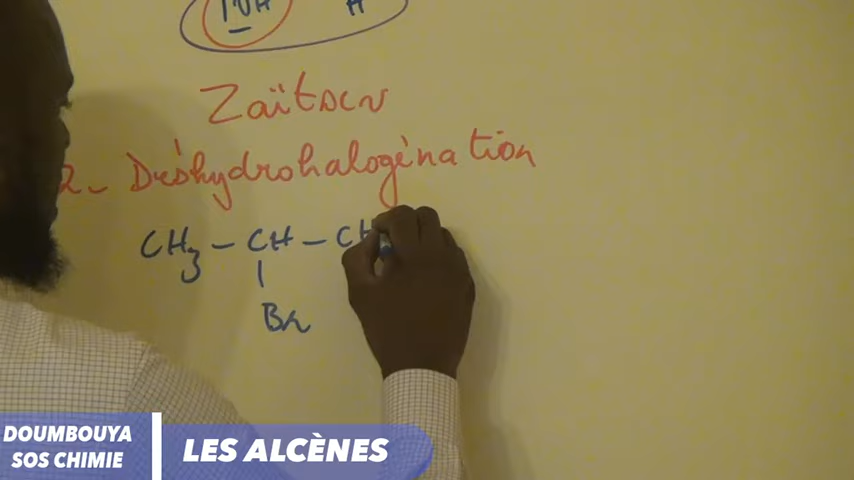 H
Zaïtsev
2- Déshydrohalogénation
CH3 - CH - CH
Br
DOUMBOUYA
SOS CHIMIE
LES ALCÈNES